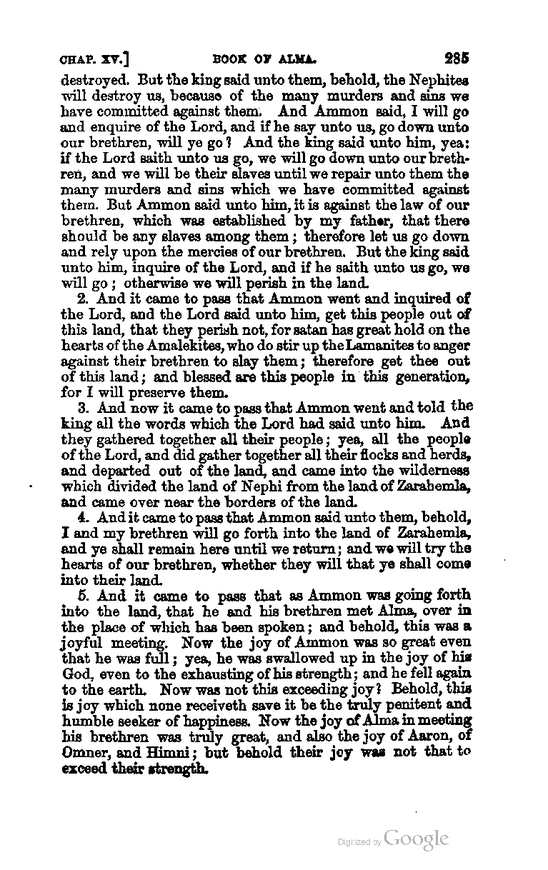 CHAP. XV.] BOOK OF ALMA. 285
destroyed. But the king said unto them, behold, the Nephites
will destroy us, because of the many murders and sins we
have committed against them. And Ammon said, I will go
and enquire of the Lord, and if he say unto us, go down unto
our brethren, will ye go? And the king said unto him, yea:
if the Lord saith unto us go, we will go down unto our breth-
ren, and we will be their slaves until we repair unto them the
many murders and sins which we have committed against
them. But Ammon said unto him, it is against the law of our
brethren, which was established by my father, that there
should be any slaves among them; therefore let us go down
and rely upon the mercies of our brethren. But the king said
unto him, inquire of the Lord, and if he saith unto us go, we
will go; otherwise we will perish in the land.
2. And it came to pass that Ammon went and inquired of
the Lord, and the Lord said unto him, get this people out of
this land, that they perish not, for satan has great hold on the
hearts of the Amalekites, who do stir up the Lamanites to anger
against their brethren to slay them; therefore get thee out
of this land; and blessed are this people in this generation,
for I will preserve them.
3. And now it came to pass that Ammon went and told the
king all the words which the Lord had said unto him. And
they gathered together all their people; yea, all the people
of the Lord, and did gather together all their flocks and herds,
and departed out of the land, and came into the wilderness
which divided the land of Nephi from the land of Zarahemla,
and came over near the borders of the land.
4. And it came to pass that Ammon said unto them, behold,
I and my brethren will go forth into the land of Zarahemla,
and ye shall remain here until we return; and we will try the
hearts of our brethren, whether they will that ye shall come
into their land.
5. And it came to pass that as Ammon was going forth
into the land, that he and his brethren met Alma, over in
the place of which has been spoken; and behold, this was a
joyful meeting. Now the joy of Ammon was so great even
that he was full; yea, he was swallowed up in the joy of his
God, even to the exhausting of his strength; and he fell again
to the earth. Now was not this exceeding joy? Behold, this
is joy which none receiveth save it be the truly penitent and
humble seeker of happiness. Now the joy of Alma in meeting
his brethren was truly great, and also the joy of Aaron, of
Omner, and Himni; but behold their joy was not that to
exceed their strength.
Digitized by Google